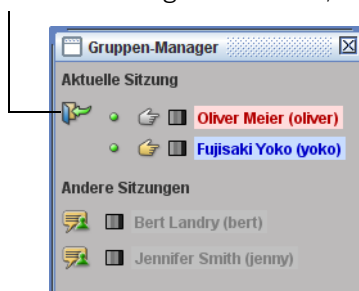 Gruppen-Manager
Aktuelle Sitzung
Oliver Meier (oliver)
Fujisaki Yoko (yoko)
Andere Sitzungen
Bert Landry (bert)
Jennifer Smith (jenny)